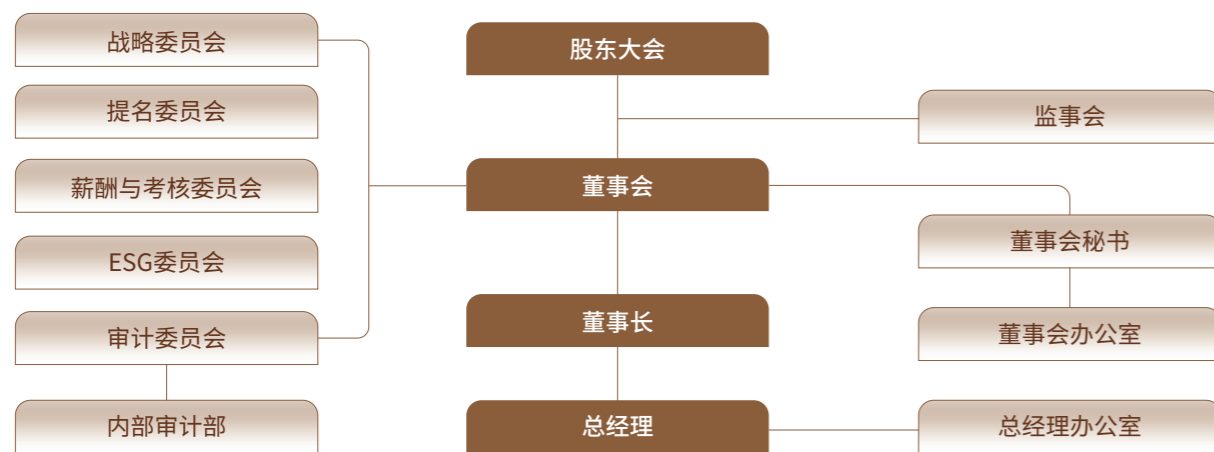 战略委员会
提名委员会
薪酬与考核委员会
ESG委员会
审计委员会
内部审计部
股东大会
董事会
董事长
总经理
监事会
董事会秘书
董事会办公室
总经理办公室